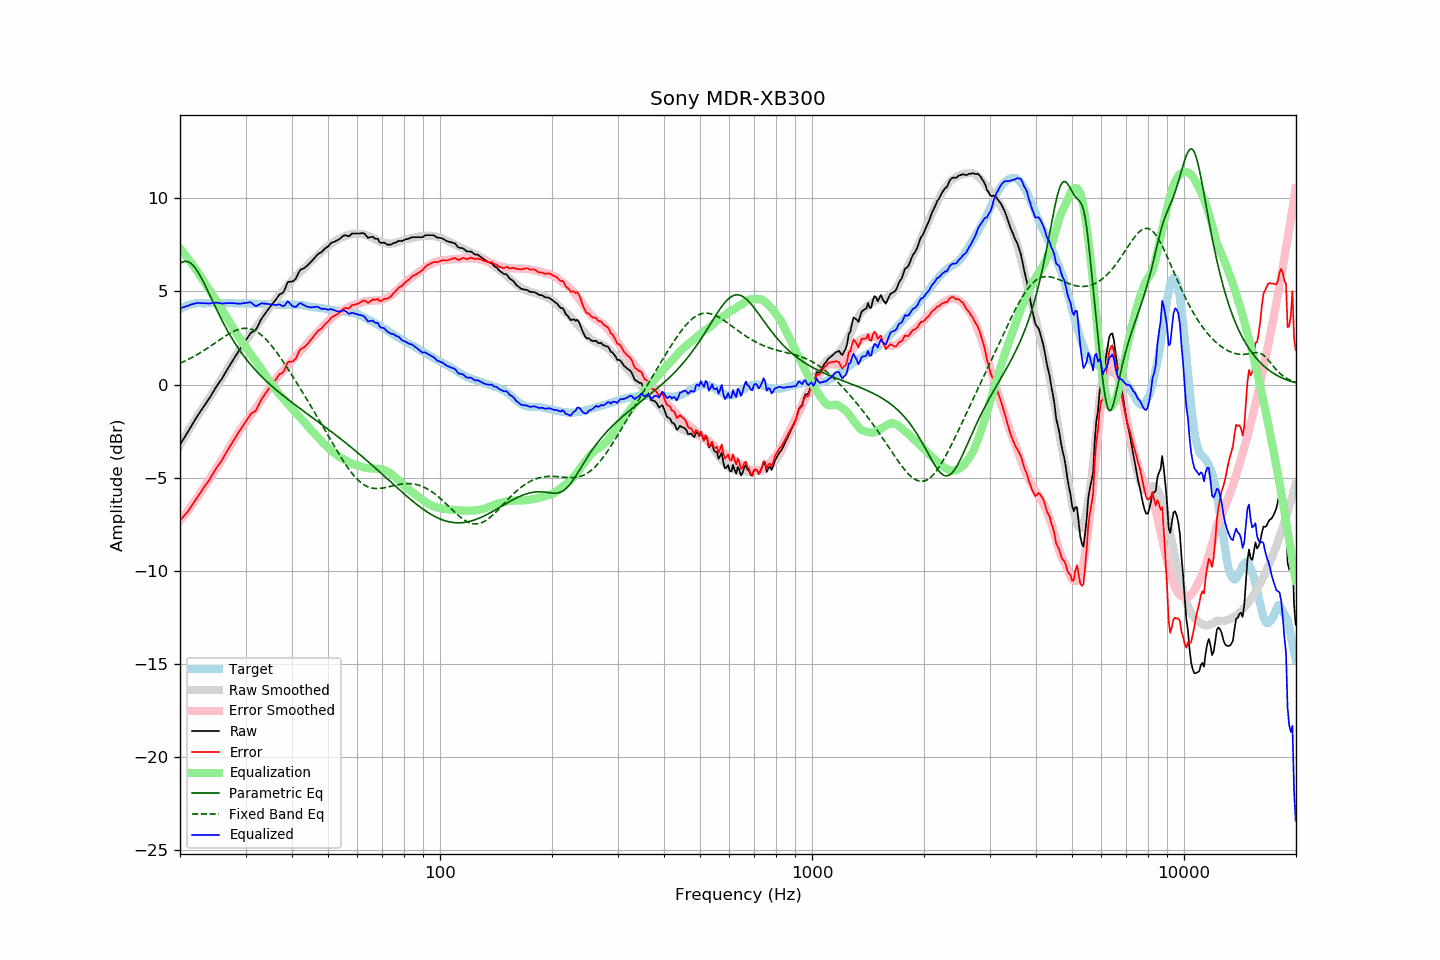 Sony MDR-XB300
Amplitude (dBr)
10
5
0
−5
−10
−15
−20
−25
100
1000
10000
Frequency (Hz)
Target
Raw Smoothed
Error Smoothed
Raw
Error
Equalization
Parametric Eq
Fixed Band Eq
Equalized